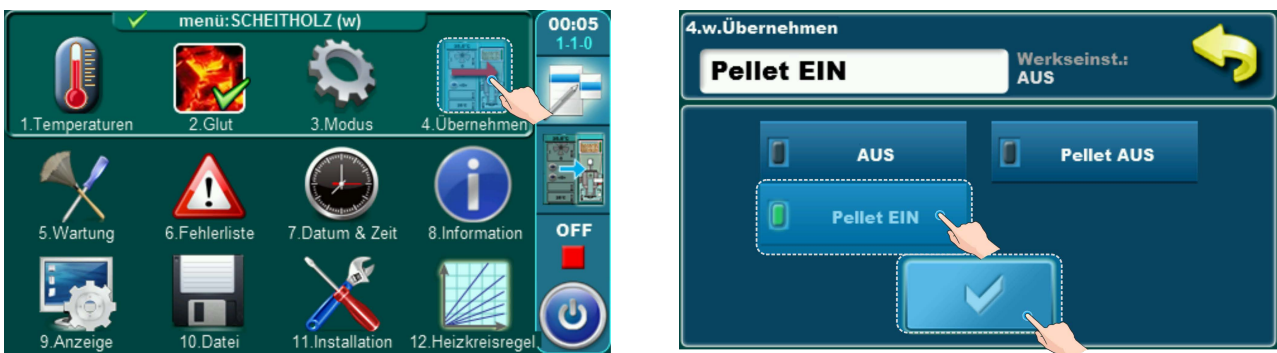 menü:SCHEITHOLZ (w)
00:05
1-1-0
1.Temperaturen
2.Glut
3.Modus
4.Übernehmen
5.Wartung
6.Fehlerliste
7.Datum & Zeit
8.Information
OFF
9.Anzeige
10.Datei
11.Installation
12.Heizkreisregel
4.w.Übernehmen
Pellet EIN
Werkseinst.:
AUS
AUS
Pellet AUS
Pellet EIN